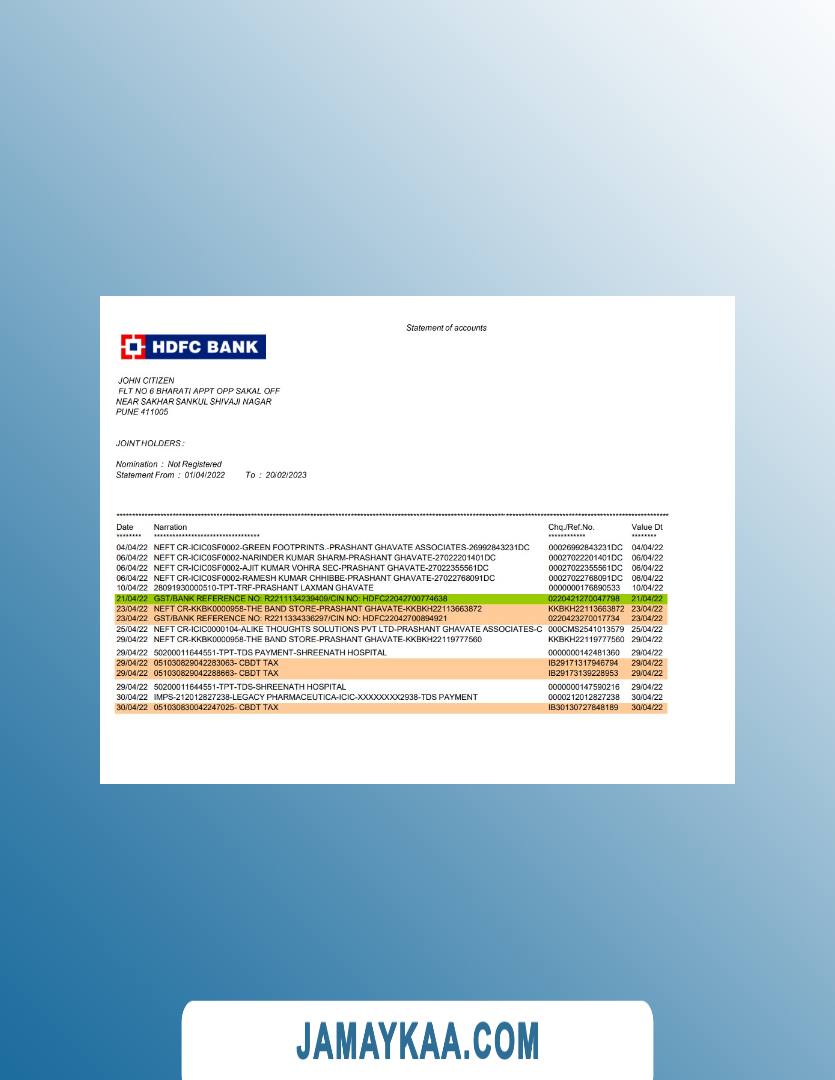 Statement of accounts
HDFC BANK
JOHN CITIZEN
FLT NO 6 BHARATI APPT OPP SAKAL OFF
NEAR SAKHAR SANKUL SHIVAJI NAGAR
PUNE 411005
JOINT HOLDERS :
Nomination : Not Registered
Statement From : 01/04/2022 To : 20/02/2023
Date Narration Chq./Ref.No. Value Dt
04/04/22 NEFT CR-ICIC0SF0002-GREEN FOOTPRINTS.-PRASHANT GHAVATE ASSOCIATES-26992843231DC 00026992843231DC 04/04/22
06/04/22 NEFT CR-ICIC0SF0002-NARINDER KUMAR SHARM-PRASHANT GHAVATE-27022201401DC 00027022201401DC 06/04/22
06/04/22 NEFT CR-ICIC0SF0002-AJIT KUMAR VOHRA SEC-PRASHANT GHAVATE-27022355561DC 00027022355561DC 06/04/22
06/04/22 NEFT CR-ICIC0SF0002-RAMESH KUMAR CHHIBBE-PRASHANT GHAVATE-27022768091DC 00027022768091DC 06/04/22
10/04/22 28091930000510-TPT-TRF-PRASHANT LAXMAN GHAVATE 0000000176890533 10/04/22
21/04/22 GST/BANK REFERENCE NO: R2211134239409/CIN NO: HDFC22042700774638 0220421270047798 21/04/22
23/04/22 NEFT CR-KKBK0000958-THE BAND STORE-PRASHANT GHAVATE-KKBKH22113663872 KKBKH22113663872 23/04/22
23/04/22 GST/BANK REFERENCE NO: R2211334336297/CIN NO: HDFC22042700894921 0220423270017734 23/04/22
25/04/22 NEFT CR-ICIC0000104-ALIKE THOUGHTS SOLUTIONS PVT LTD-PRASHANT GHAVATE ASSOCIATES-C 000CMS2541013579 25/04/22
29/04/22 NEFT CR-KKBK0000958-THE BAND STORE-PRASHANT GHAVATE-KKBKH22119777560 KKBKH22119777560 29/04/22
29/04/22 50200011644551-TPT-TDS PAYMENT-SHREENATH HOSPITAL 0000000142481360 29/04/22
29/04/22 051030829042283063- CBDT TAX IB29171317946794 29/04/22
29/04/22 051030829042288663- CBDT TAX IB29173139228953 29/04/22
29/04/22 50200011644551-TPT-TDS-SHREENATH HOSPITAL 0000000147590216 29/04/22
30/04/22 IMPS-212012827238-LEGACY PHARMACEUTICA-ICIC-XXXXXXXX2938-TDS PAYMENT 0000212012827238 30/04/22
30/04/22 051030830042247025- CBDT TAX IB30130727848189 30/04/22
JAMAYKAA.COM